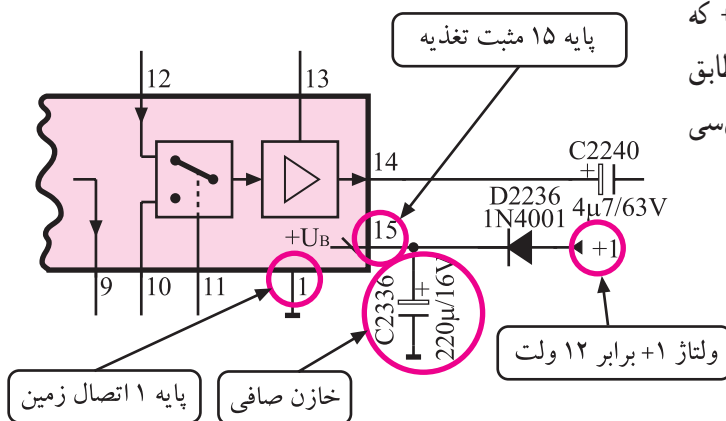 + که
طابق
سی
پایه ۱۵ مثبت تغذیه
12
13
14
C2240
+
4µ7/63V
D2236
1N4001
15
+UB
+1
9
10
11
1
C2336
+
220µ/16V
ولتاژ ۱+ برابر ۱۲ ولت
خازن صافی
پایه ۱ اتصال زمین